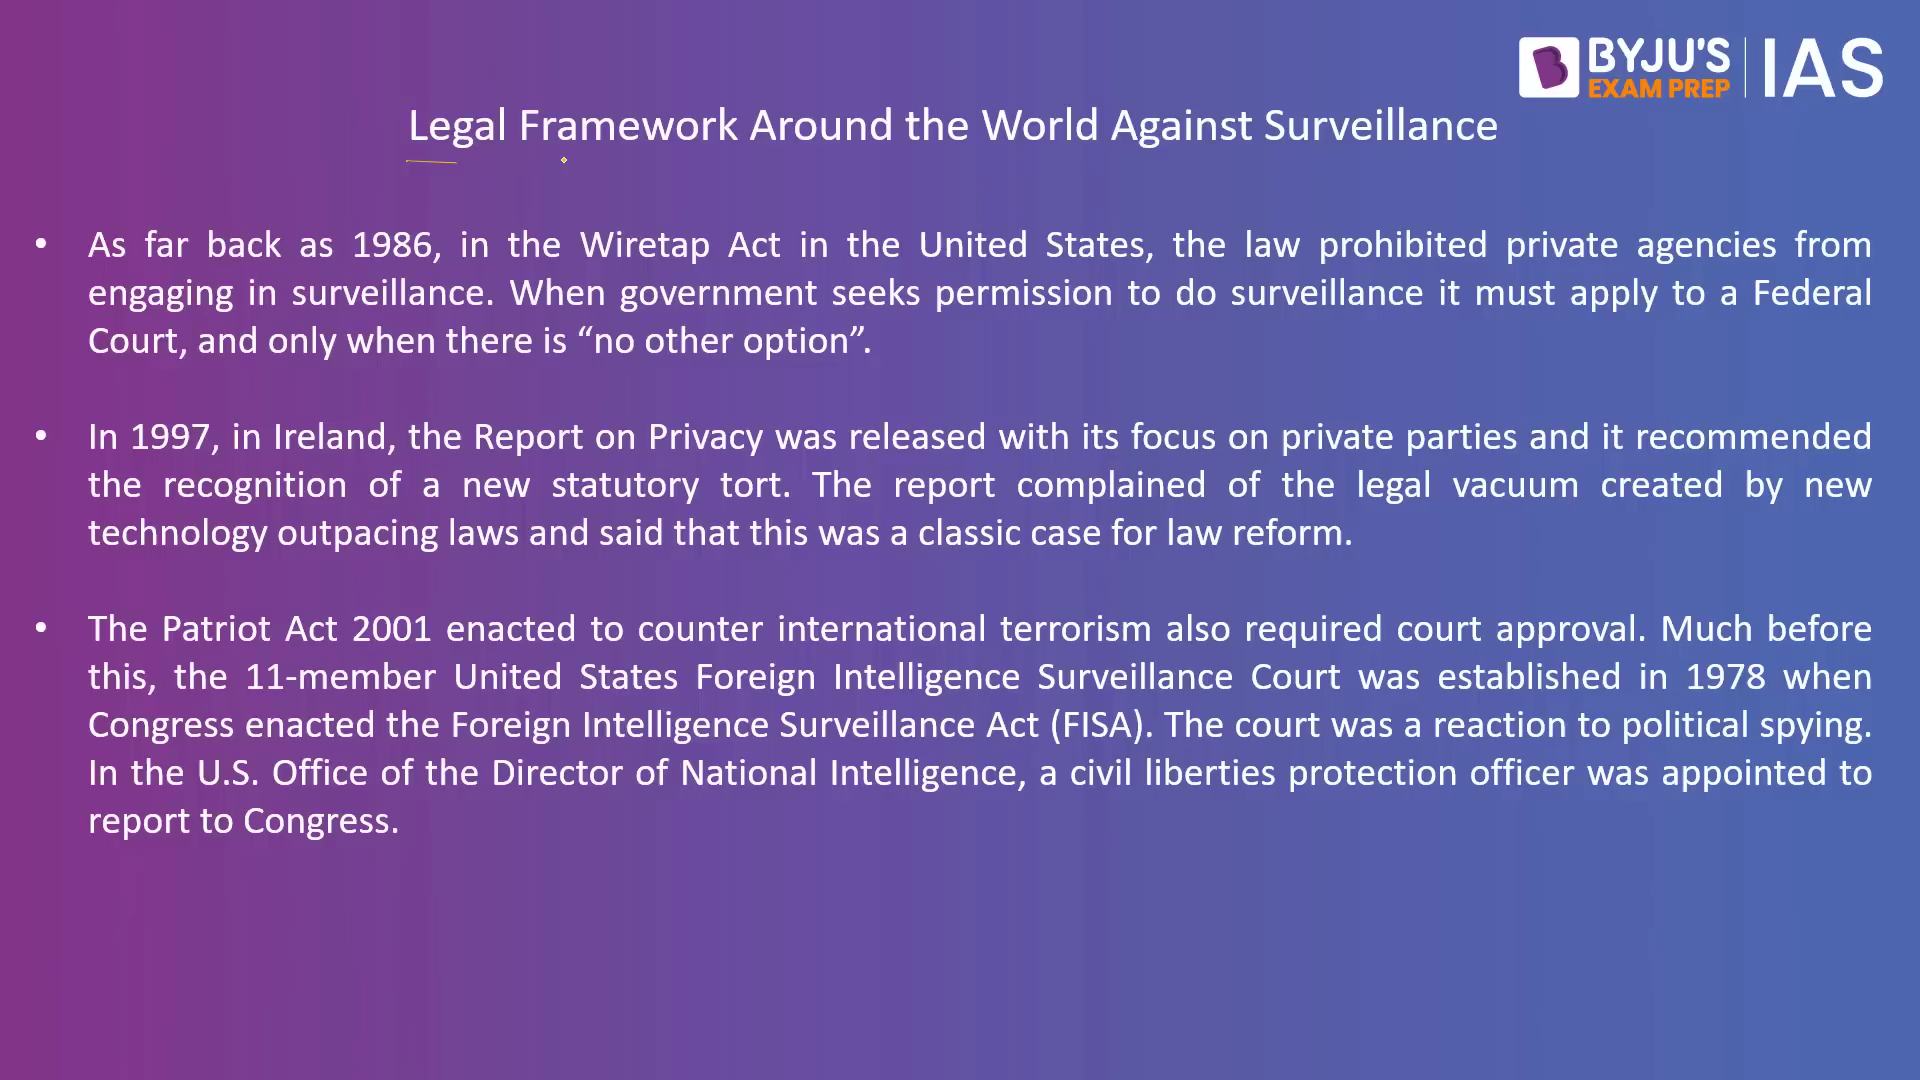 BYJU'S
EXAM PREP
IAS
Legal Framework Around the World Against Surveillance
• As far back as 1986, in the Wiretap Act in the United States, the law prohibited private agencies from
engaging in surveillance. When government seeks permission to do surveillance it must apply to a Federal
Court, and only when there is “no other option”.
• In 1997, in Ireland, the Report on Privacy was released with its focus on private parties and it recommended
the recognition of a new statutory tort. The report complained of the legal vacuum created by new
technology outpacing laws and said that this was a classic case for law reform.
• The Patriot Act 2001 enacted to counter international terrorism also required court approval. Much before
this, the 11-member United States Foreign Intelligence Surveillance Court was established in 1978 when
Congress enacted the Foreign Intelligence Surveillance Act (FISA). The court was a reaction to political spying.
In the U.S. Office of the Director of National Intelligence, a civil liberties protection officer was appointed to
report to Congress.